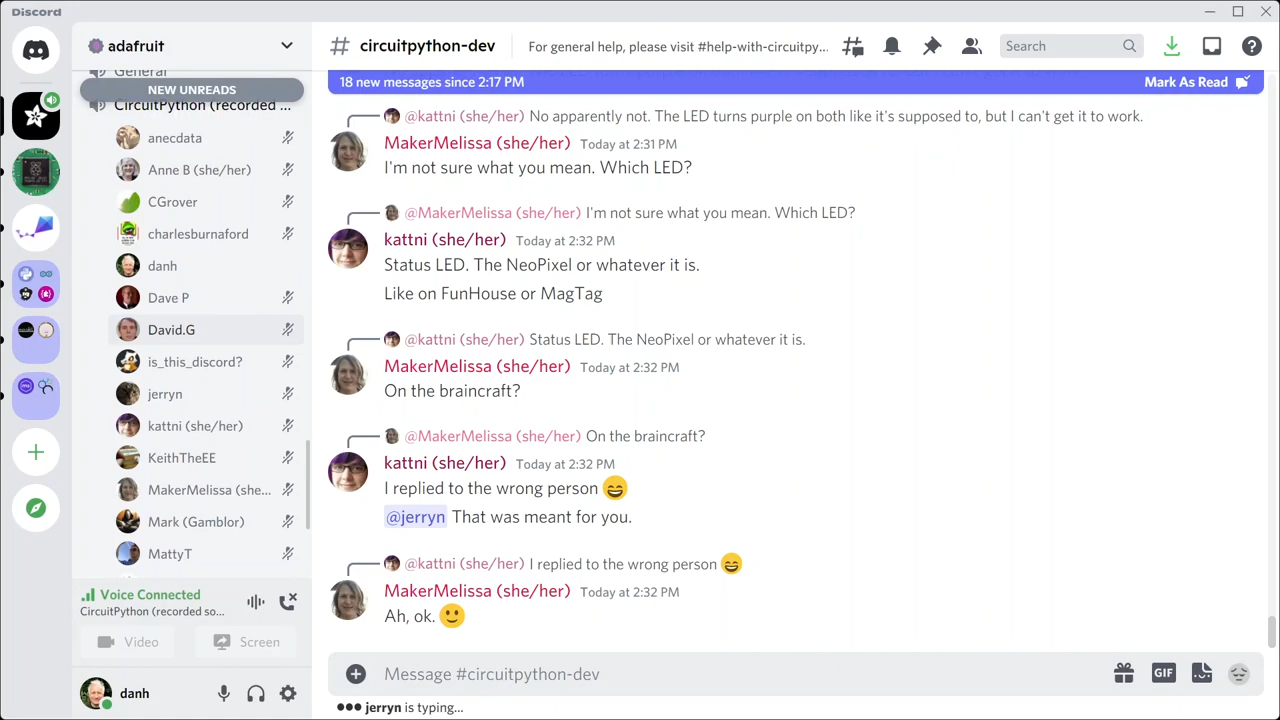 Discord
adafruit
circuitpython-dev
For general help, please visit #help-with-circuitpy...
Search
General
NEW UNREADS
CircuitPython (recorded ...
anecdata
Anne B (she/her)
CGrover
charlesburnaford
danh
Dave P
David.G
is_this_discord?
jerryn
kattni (she/her)
KeithTheEE
MakerMelissa (she...
Mark (Gamblor)
MattyT
Voice Connected
CircuitPython (recorded so...
Video
Screen
danh
18 new messages since 2:17 PM
Mark As Read
@kattni (she/her) No apparently not. The LED turns purple on both like it's supposed to, but I can't get it to work.
MakerMelissa (she/her) Today at 2:31 PM
I'm not sure what you mean. Which LED?
@MakerMelissa (she/her) I'm not sure what you mean. Which LED?
kattni (she/her) Today at 2:32 PM
Status LED. The NeoPixel or whatever it is.
Like on FunHouse or MagTag
@kattni (she/her) Status LED. The NeoPixel or whatever it is.
MakerMelissa (she/her) Today at 2:32 PM
On the braincraft?
@MakerMelissa (she/her) On the braincraft?
kattni (she/her) Today at 2:32 PM
I replied to the wrong person 😄
@jerryn That was meant for you.
@kattni (she/her) I replied to the wrong person 😄
MakerMelissa (she/her) Today at 2:32 PM
Ah, ok. 🙂
Message #circuitpython-dev
GIF
jerryn is typing...